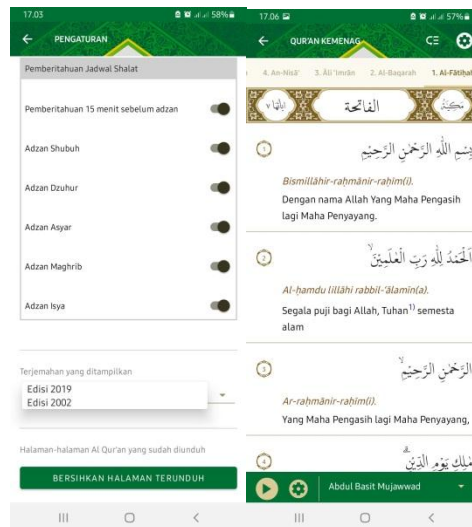 17.03
58%
PENGATURAN
Pemberitahuan Jadwal Shalat
Pemberitahuan 15 menit sebelum adzan
Adzan Shubuh
Adzan Dzuhur
Adzan Asyar
Adzan Maghrib
Adzan Isya
Terjemahan yang ditampilkan
Edisi 2019
Edisi 2002
Halaman-halaman Al Qur'an yang sudah diunduh
BERSIHKAN HALAMAN TERUNDUH
17.06
57%
QUR'AN KEMENAG
4. An-Nisā' 3. Āli 'Imrān 2. Al-Baqarah 1. Al-Fātiḥah
مكية الفاتحة اياتها ٧
بِسْمِ اللّٰهِ الرَّحْمٰنِ الرَّحِيْمِ
1
Bismillāhir-raḥmānir-raḥīm(i).
Dengan nama Allah Yang Maha Pengasih
lagi Maha Penyayang.
اَلْحَمْدُ لِلّٰهِ رَبِّ الْعٰلَمِيْنَۙ
2
Al-ḥamdu lillāhi rabbil-'ālamīn(a).
Segala puji bagi Allah, Tuhan1) semesta
alam
الرَّحْمٰنِ الرَّحِيْمِۙ
3
Ar-raḥmānir-raḥīm(i).
Yang Maha Pengasih lagi Maha Penyayang,
مٰلِكِ يَوْمِ الدِّيْنِۗ
4
Abdul Basit Mujawwad